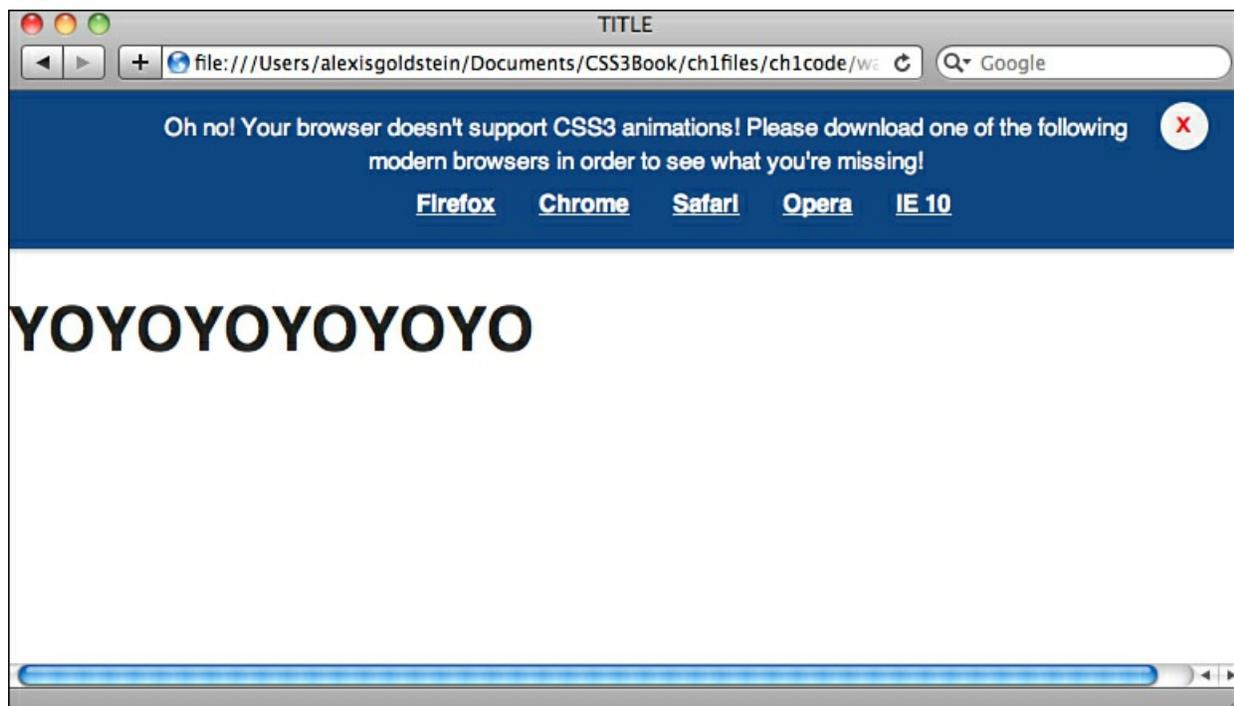 TITLE
file:///Users/alexisgoldstein/Documents/CSS3Book/ch1files/ch1code/wa
Google
Oh no! Your browser doesn't support CSS3 animations! Please download one of the following
X
modern browsers in order to see what you're missing!
Firefox Chrome Safari Opera IE 10
YOYOYOYOYOYO